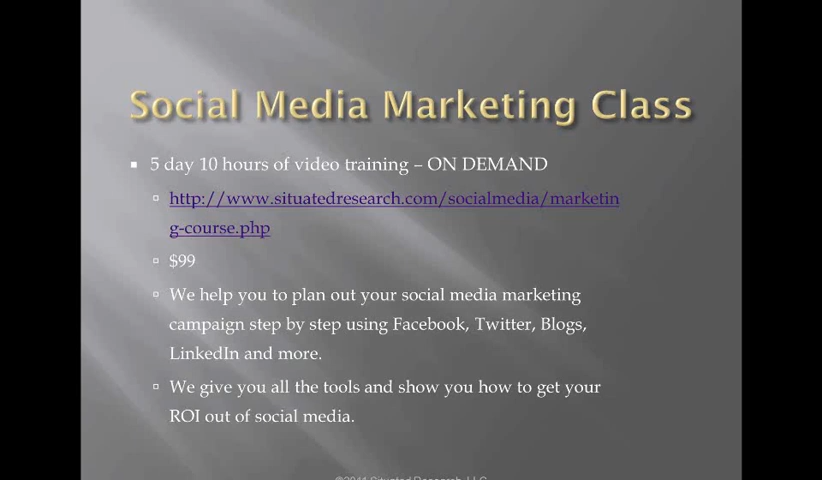 Social Media Marketing Class
5 day 10 hours of video training – ON DEMAND
http://www.situatedresearch.com/socialmedia/marketin
g-course.php
$99
We help you to plan out your social media marketing
campaign step by step using Facebook, Twitter, Blogs,
LinkedIn and more.
We give you all the tools and show you how to get your
ROI out of social media.
Situated Research, LLC